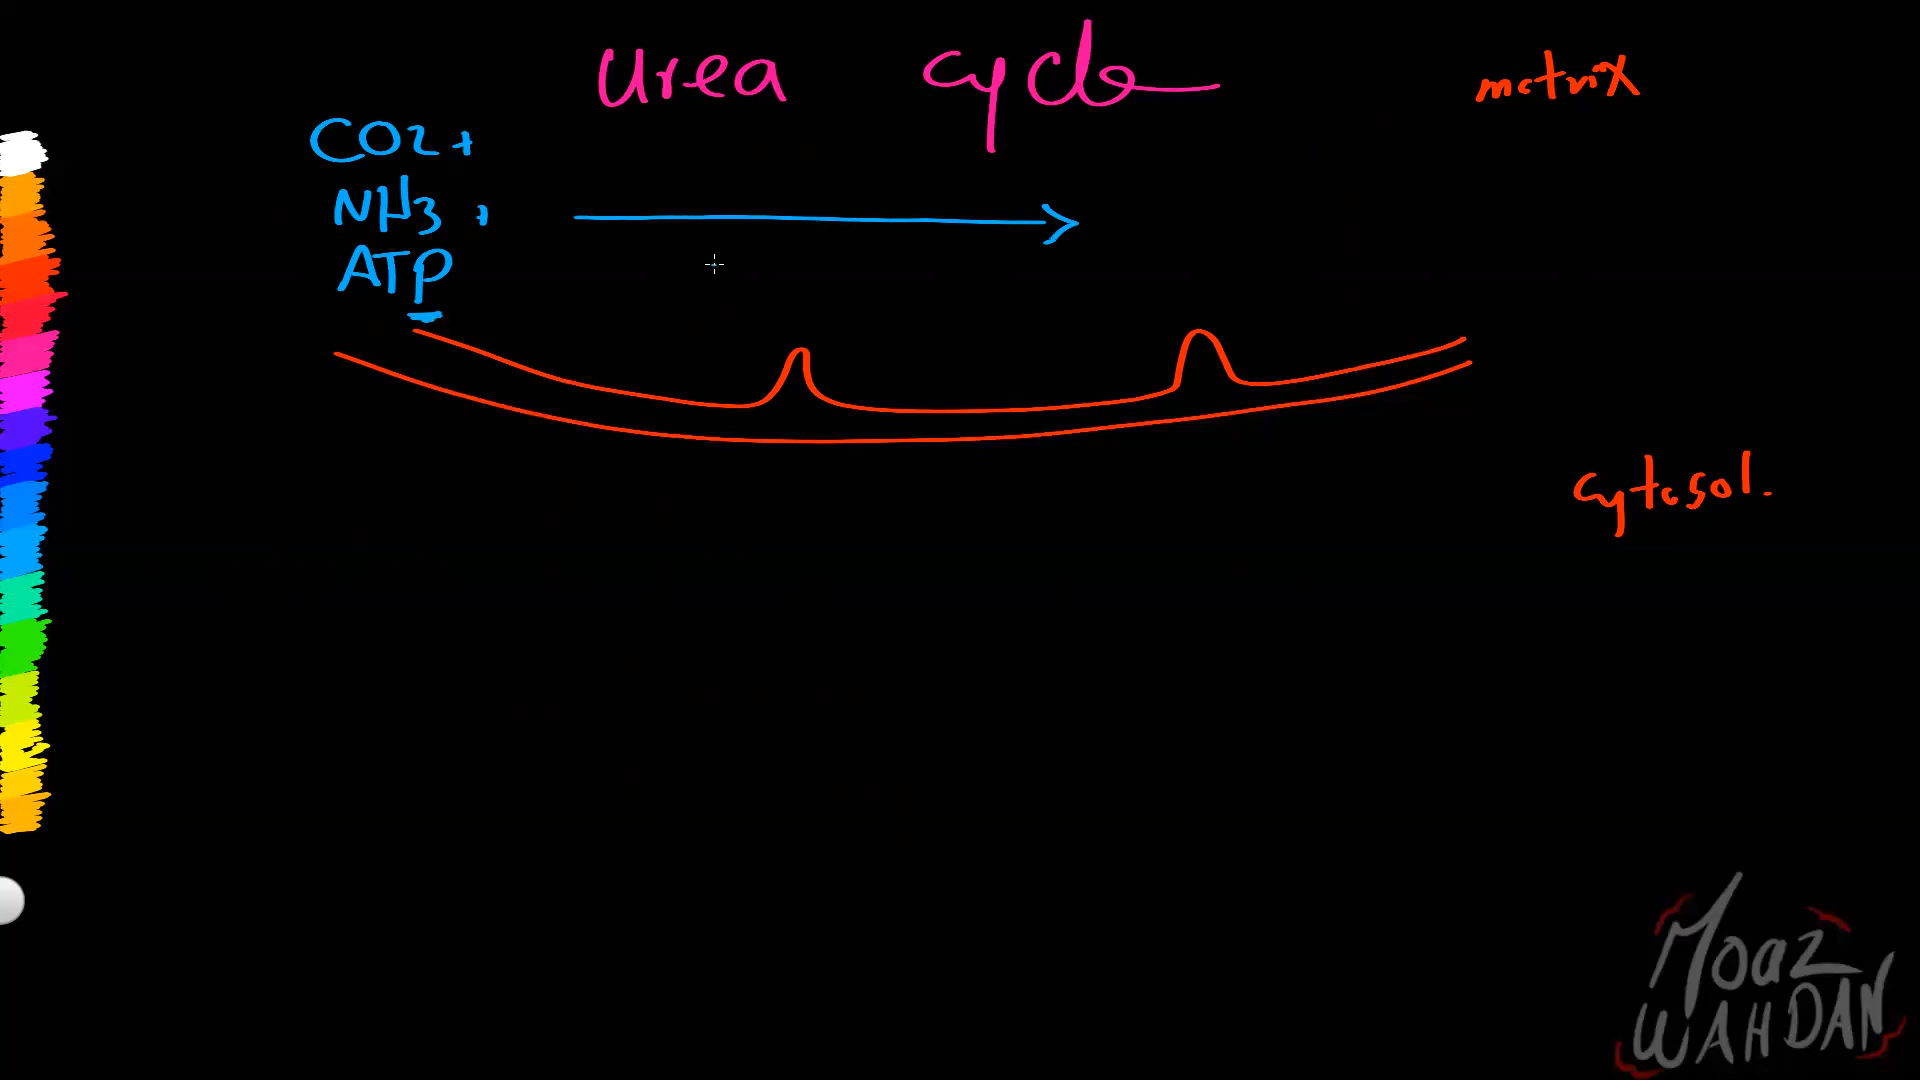 Urea cycle
matrix
CO2 +
NH3 +
ATP
cytosol.
MOAZ
WAHDAN